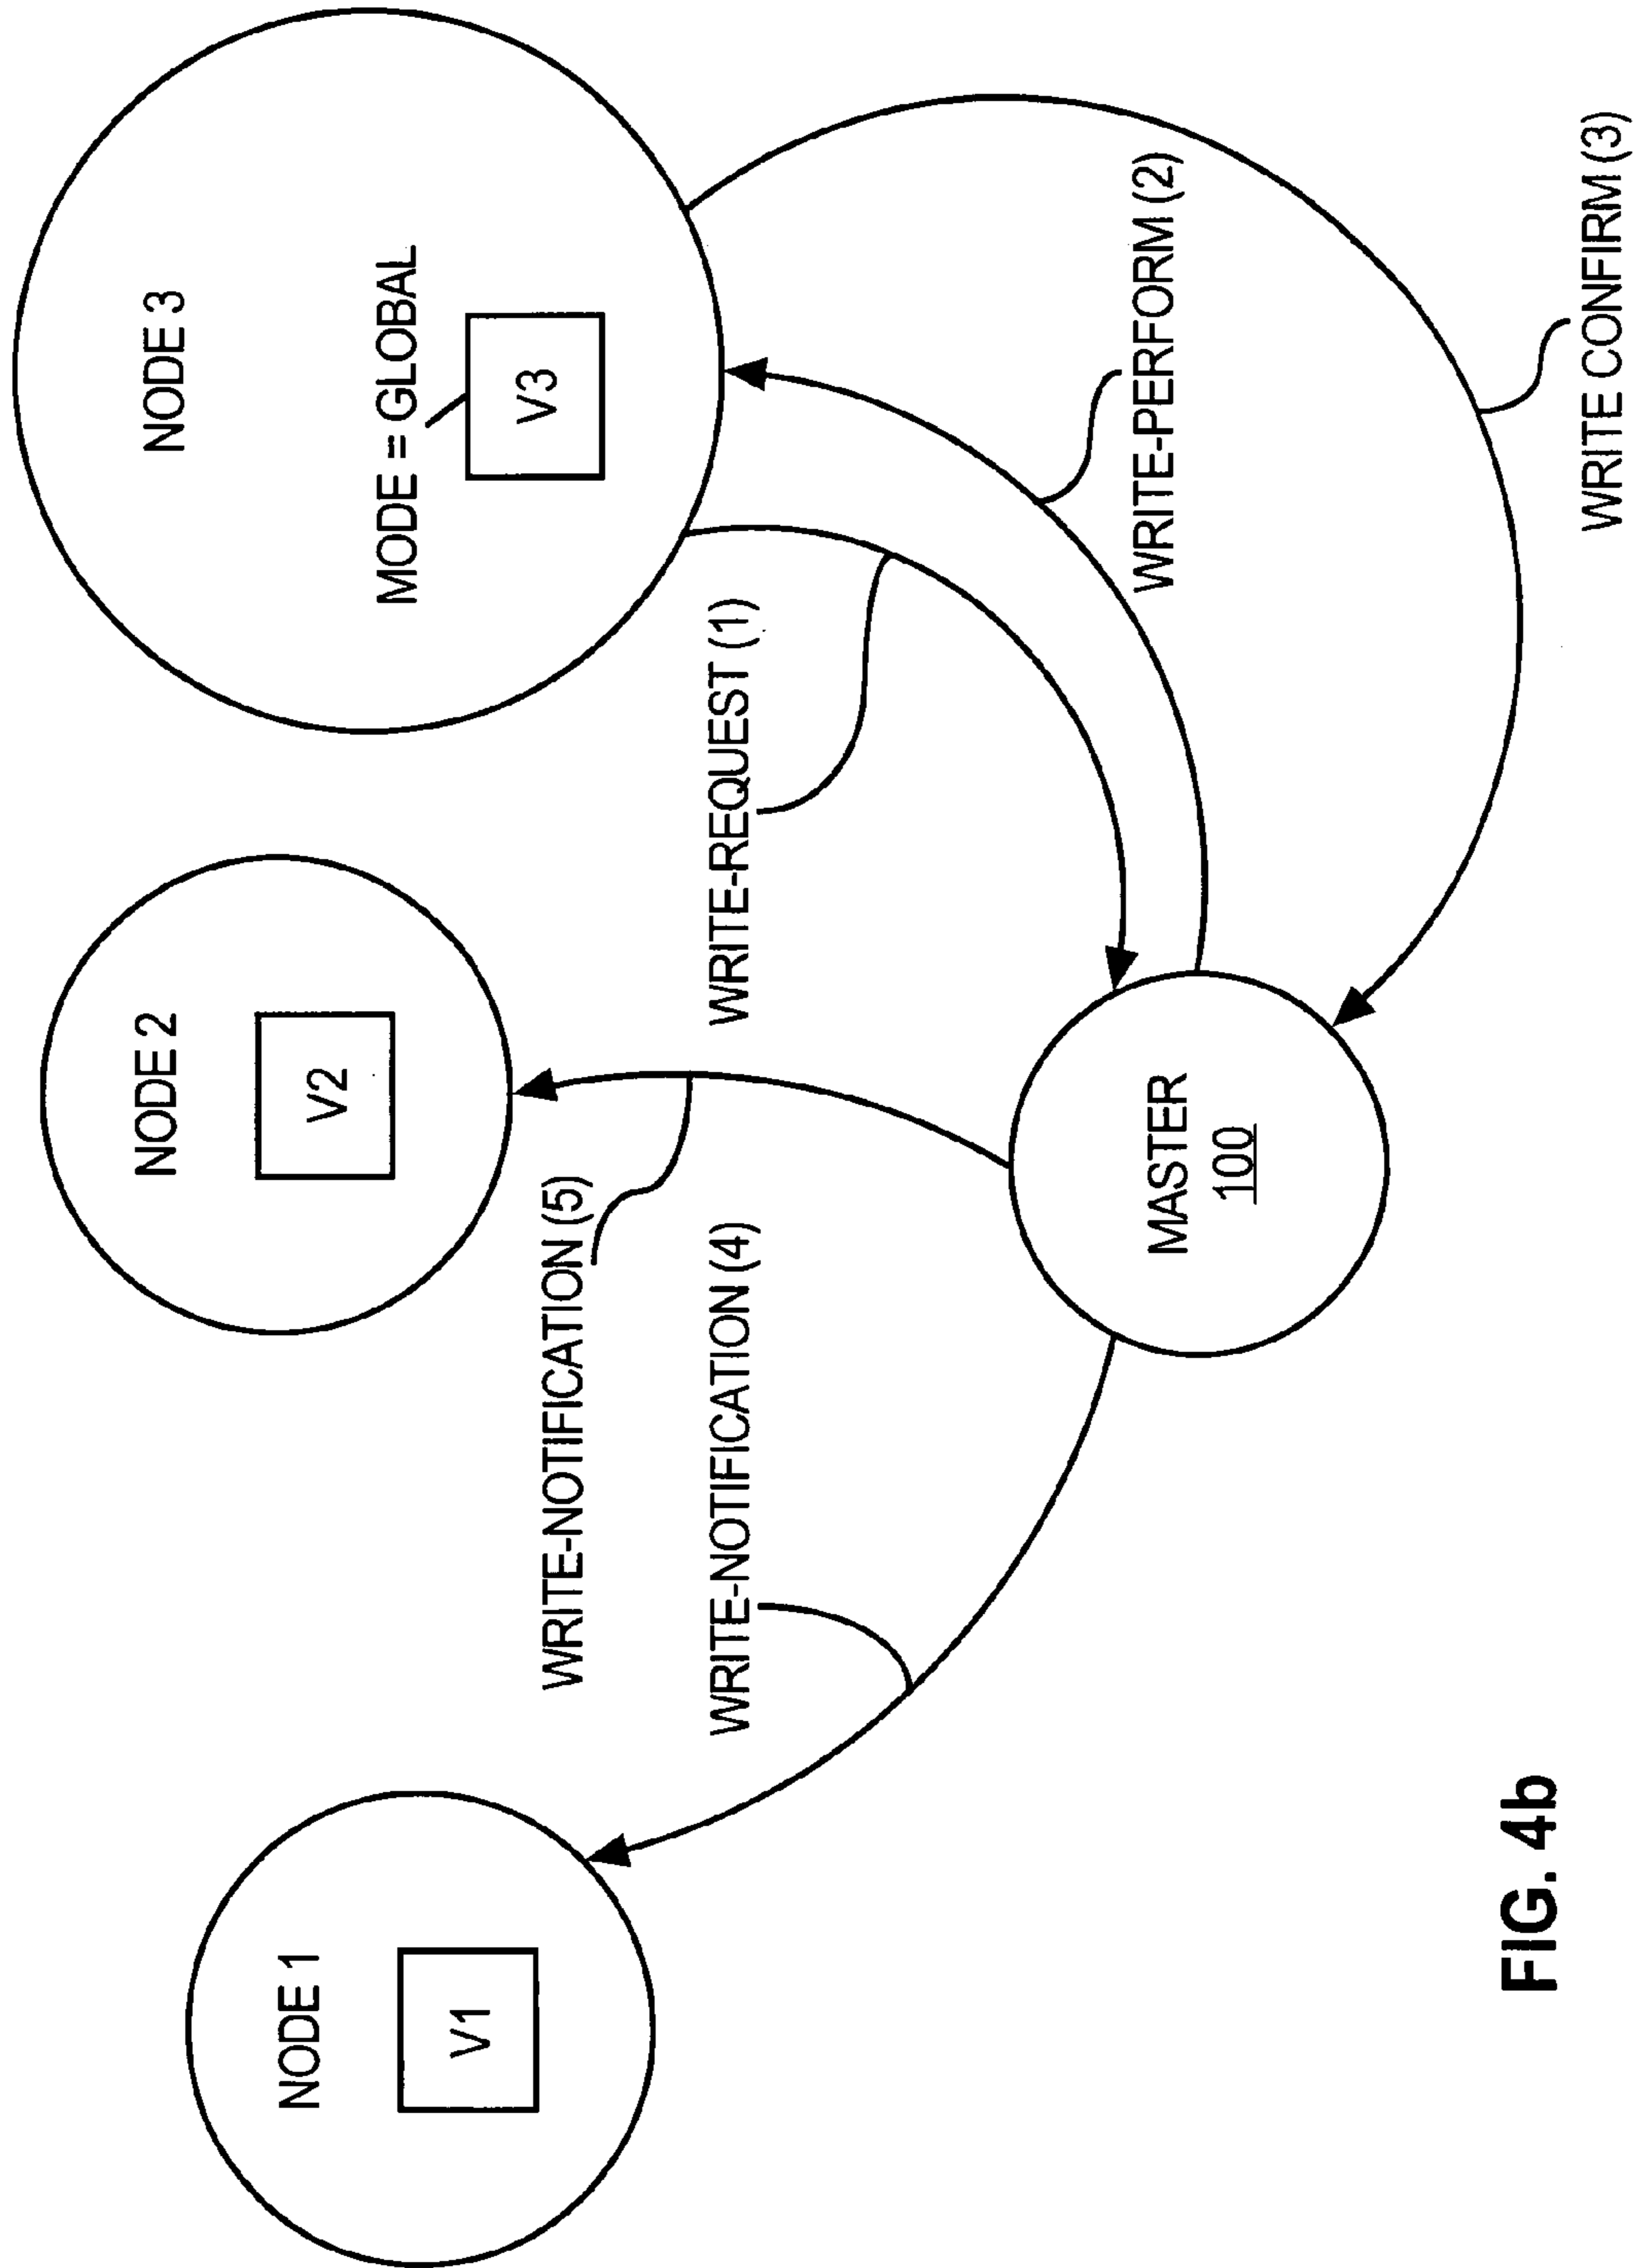 NODE 1
V1
NODE 2
V2
NODE 3
MODE = GLOBAL
V3
WRITE-NOTIFICATION (5)
WRITE-NOTIFICATION (4)
WRITE-REQUEST (1)
MASTER
100
WRITE-PERFORM (2)
WRITE CONFIRM (3)
FIG. 4b